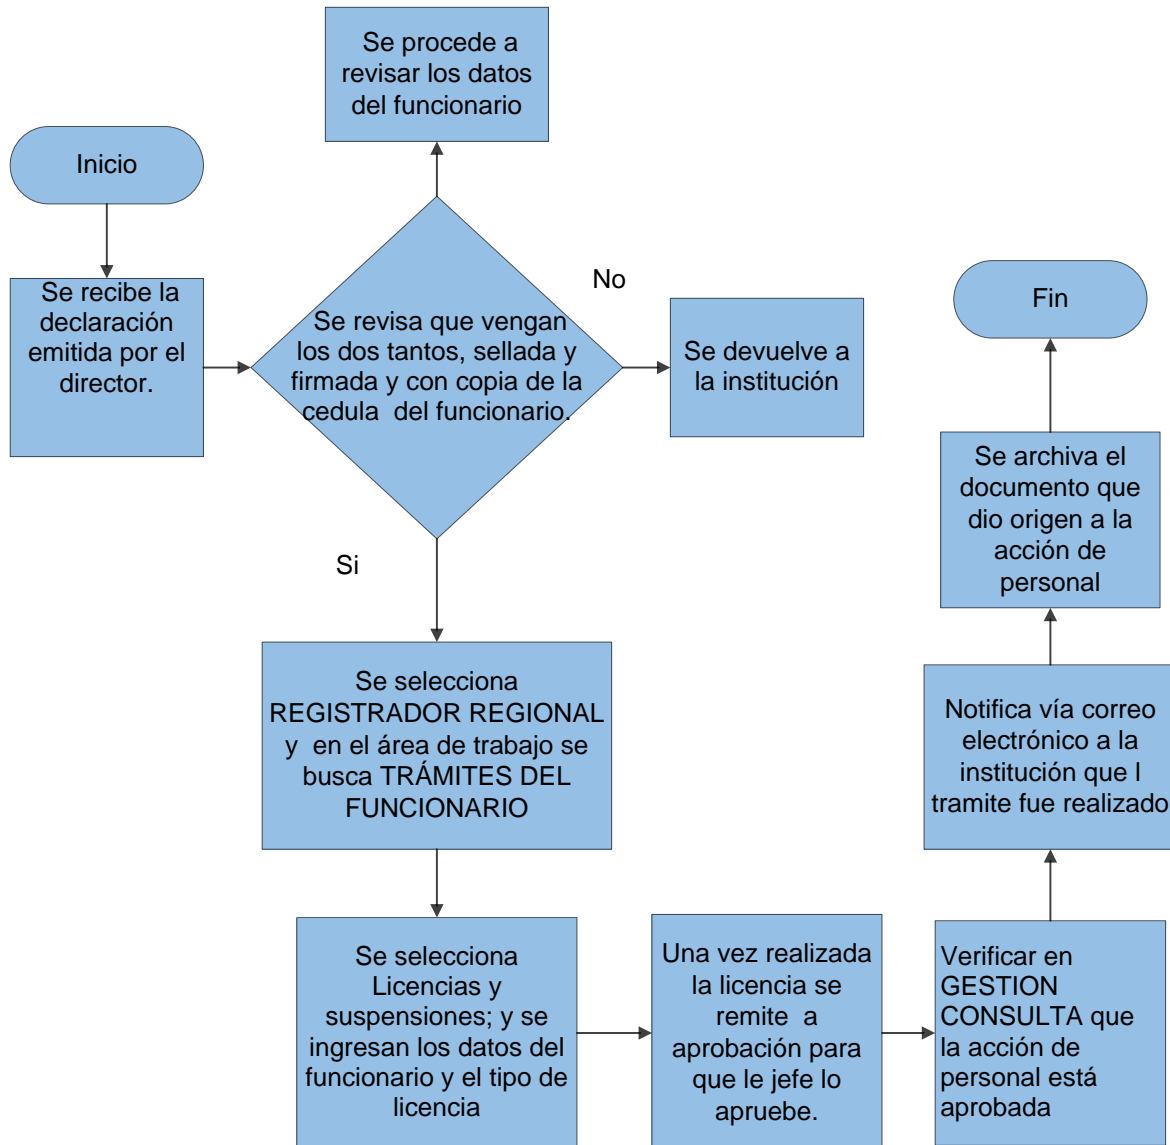 Se procede a
revisar los datos
del funcionario
Inicio
Se recibe la
declaración
emitida por el
director.
Se revisa que vengan
los dos tantos, sellada y
firmada y con copia de la
cedula del funcionario.
No
Se devuelve a
la institución
Si
Se selecciona
REGISTRADOR REGIONAL
y en el área de trabajo se
busca TRÁMITES DEL
FUNCIONARIO
Se selecciona
Licencias y
suspensiones; y se
ingresan los datos del
funcionario y el tipo de
licencia
Una vez realizada
la licencia se
remite a
aprobación para
que le jefe lo
apruebe.
Verificar en
GESTION
CONSULTA que
la acción de
personal está
aprobada
Notifica vía correo
electrónico a la
institución que l
tramite fue realizado
Se archiva el
documento que
dio origen a la
acción de
personal
Fin